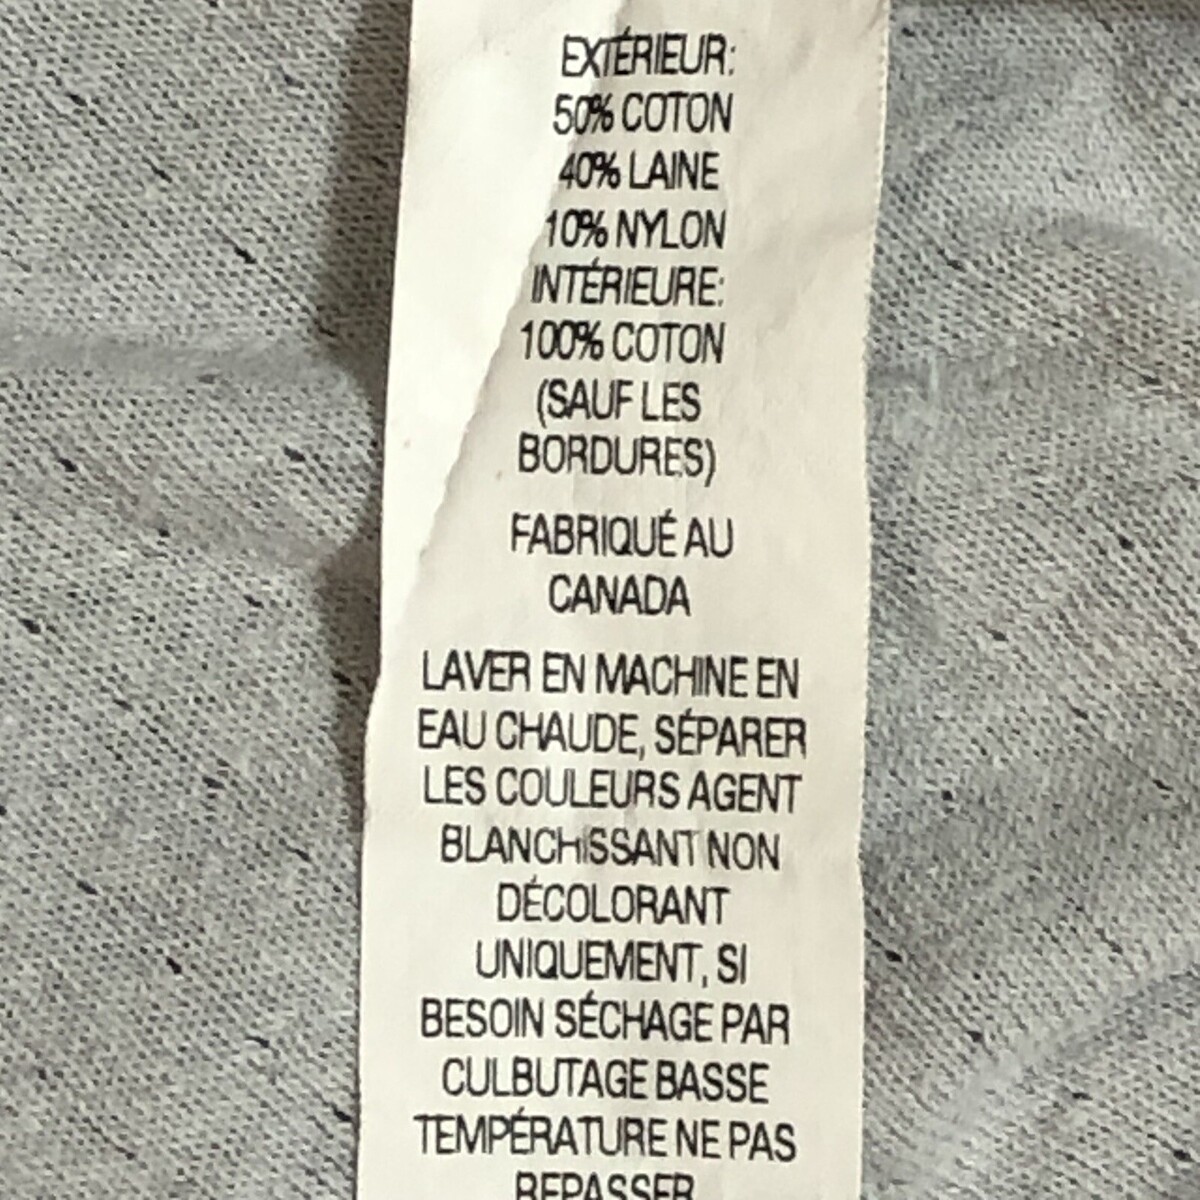 EXTÉRIEUR:
50% COTON
40% LAINE
10% NYLON
INTÉRIEURE:
100% COTON
(SAUF LES
BORDURES)
FABRIQUÉ AU
CANADA
LAVER EN MACHINE EN
EAU CHAUDE, SÉPARER
LES COULEURS AGENT
BLANCHISSANT NON
DÉCOLORANT
UNIQUEMENT, SI
BESOIN SÉCHAGE PAR
CULBUTAGE BASSE
TEMPÉRATURE NE PAS
REPASSER